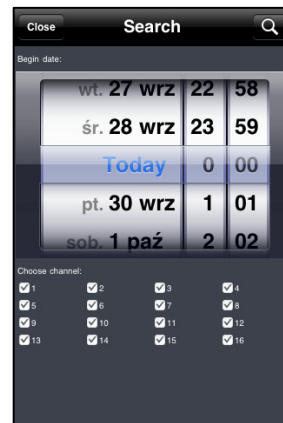 Close Search
Begin date:
wt. 27 wrz 22 58
śr. 28 wrz 23 59
Today 0 00
pt. 30 wrz 1 01
sob. 1 paź 2 02
Choose channel:
1 2 3 4
5 6 7 8
9 10 11 12
13 14 15 16